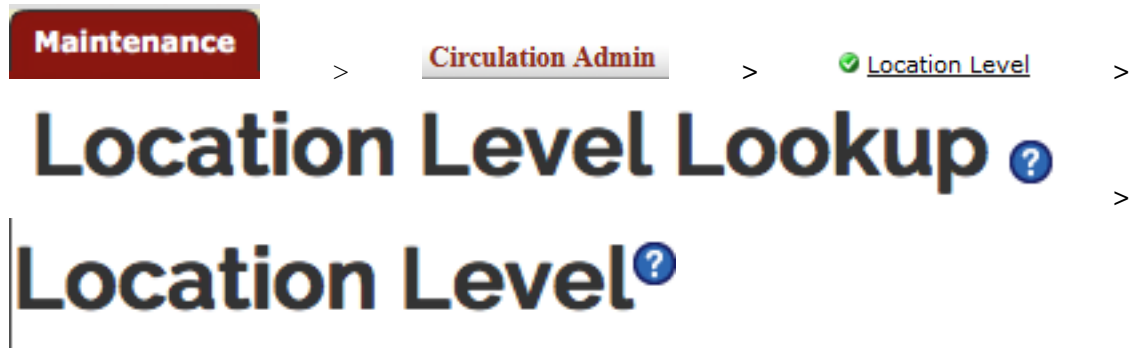 Maintenance > Circulation Admin > Location Level >
Location Level Lookup ? >
Location Level ?